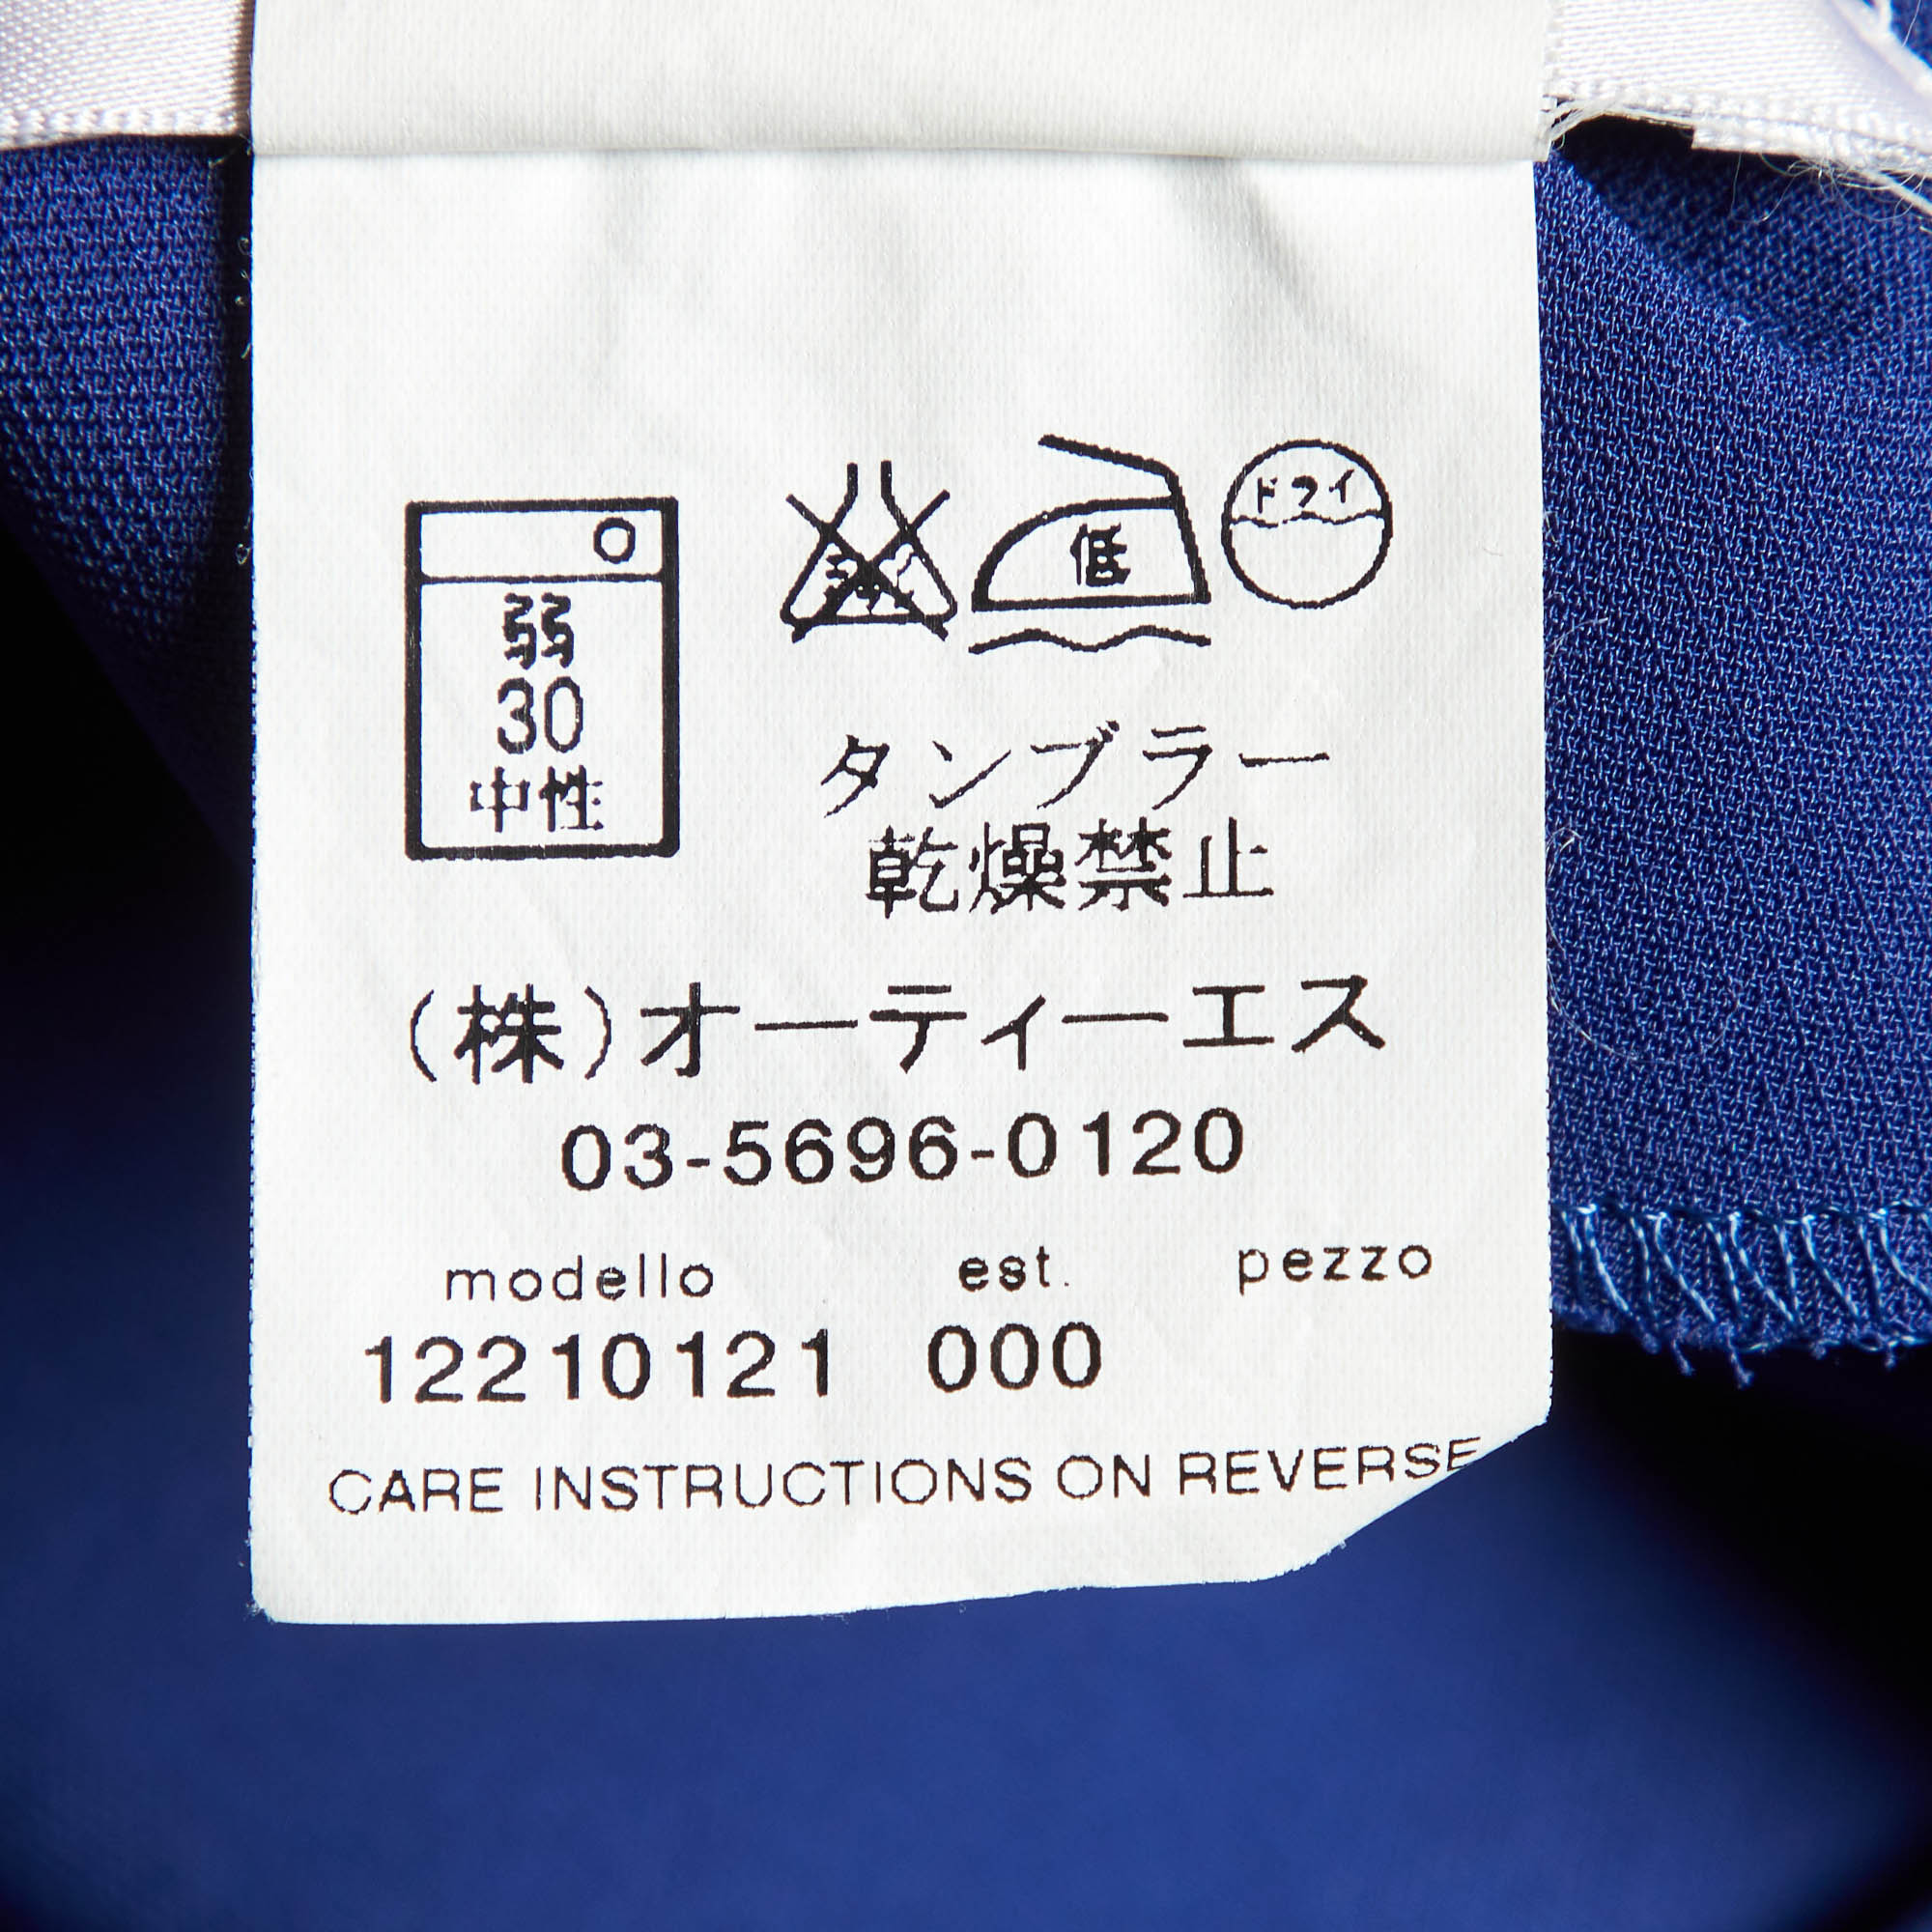 弱
30
中性
低
ドライ
タンブラー
乾燥禁止
(株)オーティーエス
03-5696-0120
modello est. pezzo
12210121 000
CARE INSTRUCTIONS ON REVERSE